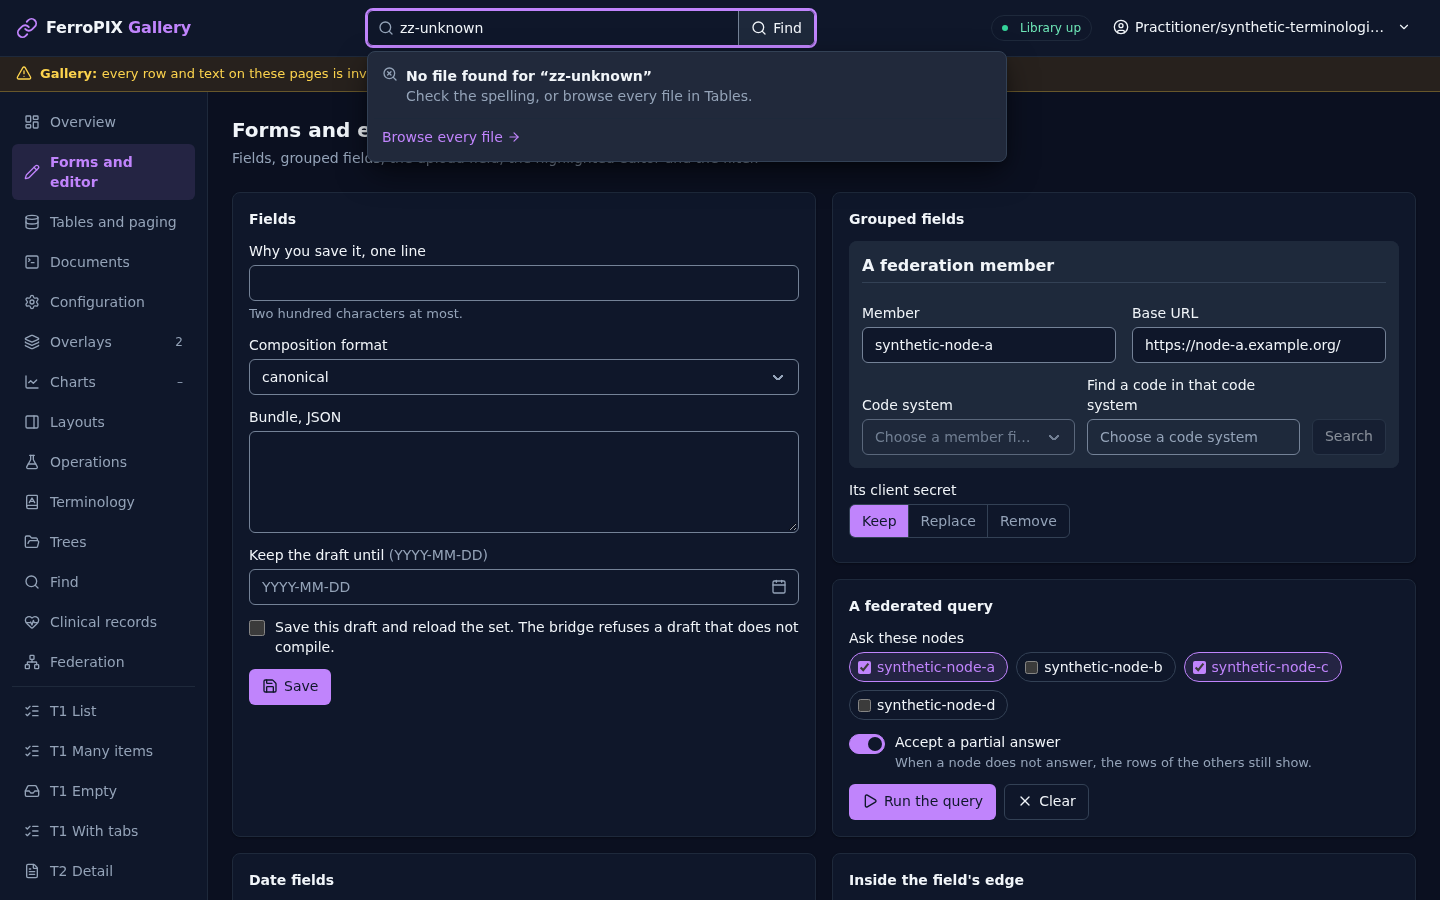 FerroPIX Gallery
zz-unknown
Find
Library up
Practitioner/synthetic-terminologi…
Gallery: every row and text on these pages is inv
No file found for “zz-unknown”
Check the spelling, or browse every file in Tables.
Browse every file →
Overview
Forms and
editor
Tables and paging
Documents
Configuration
Overlays 2
Charts –
Layouts
Operations
Terminology
Trees
Find
Clinical records
Federation
T1 List
T1 Many items
T1 Empty
T1 With tabs
T2 Detail
Forms and e
Fields, grouped field
Fields
Why you save it, one line
Two hundred characters at most.
Composition format
canonical
Bundle, JSON
Keep the draft until (YYYY-MM-DD)
YYYY-MM-DD
Save this draft and reload the set. The bridge refuses a draft that does not
compile.
Save
Grouped fields
A federation member
Member
Base URL
synthetic-node-a
https://node-a.example.org/
Code system
Find a code in that code
system
Choose a member fi…
Choose a code system
Search
Its client secret
Keep
Replace
Remove
A federated query
Ask these nodes
synthetic-node-a
synthetic-node-b
synthetic-node-c
synthetic-node-d
Accept a partial answer
When a node does not answer, the rows of the others still show.
Run the query
Clear
Date fields
Inside the field's edge